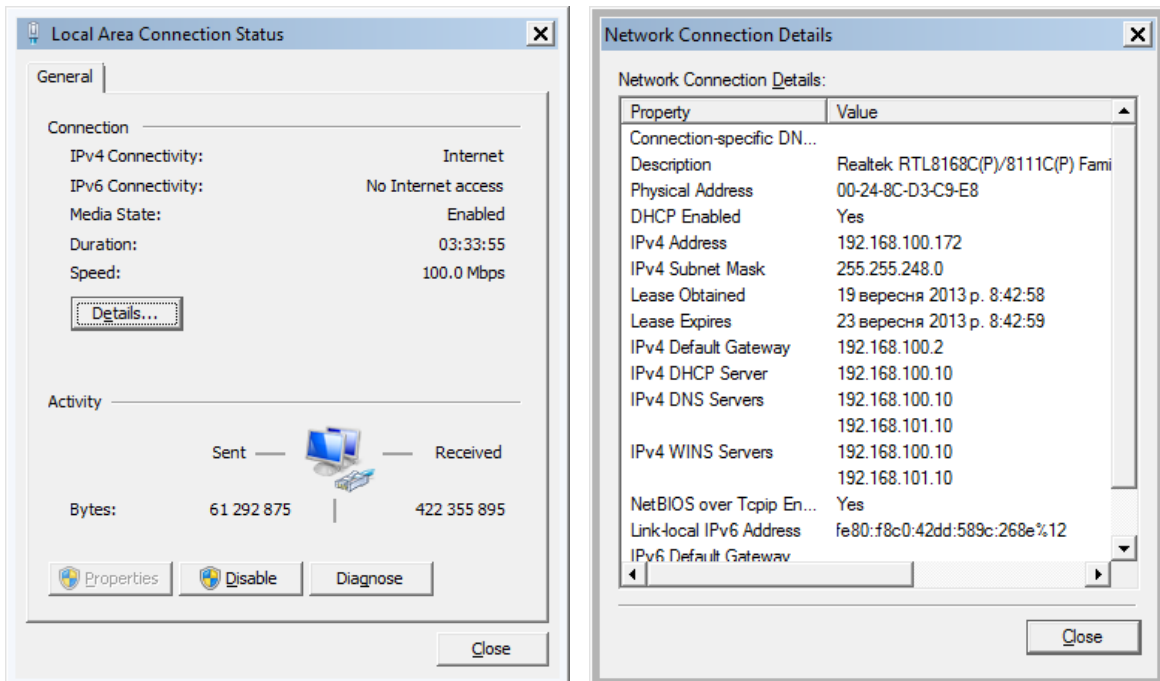 Local Area Connection Status
General
Connection
IPv4 Connectivity: Internet
IPv6 Connectivity: No Internet access
Media State: Enabled
Duration: 03:33:55
Speed: 100.0 Mbps
Details...
Activity
Sent Received
Bytes: 61 292 875 422 355 895
Properties Disable Diagnose
Close
Network Connection Details
Network Connection Details:
Property Value
Connection-specific DN...
Description Realtek RTL8168C(P)/8111C(P) Fami
Physical Address 00-24-8C-D3-C9-E8
DHCP Enabled Yes
IPv4 Address 192.168.100.172
IPv4 Subnet Mask 255.255.248.0
Lease Obtained 19 вересня 2013 р. 8:42:58
Lease Expires 23 вересня 2013 р. 8:42:59
IPv4 Default Gateway 192.168.100.2
IPv4 DHCP Server 192.168.100.10
IPv4 DNS Servers 192.168.100.10
192.168.101.10
IPv4 WINS Servers 192.168.100.10
192.168.101.10
NetBIOS over Tcpip En... Yes
Link-local IPv6 Address fe80::f8c0:42dd:589c:268e%12
IPv6 Default Gateway
Close